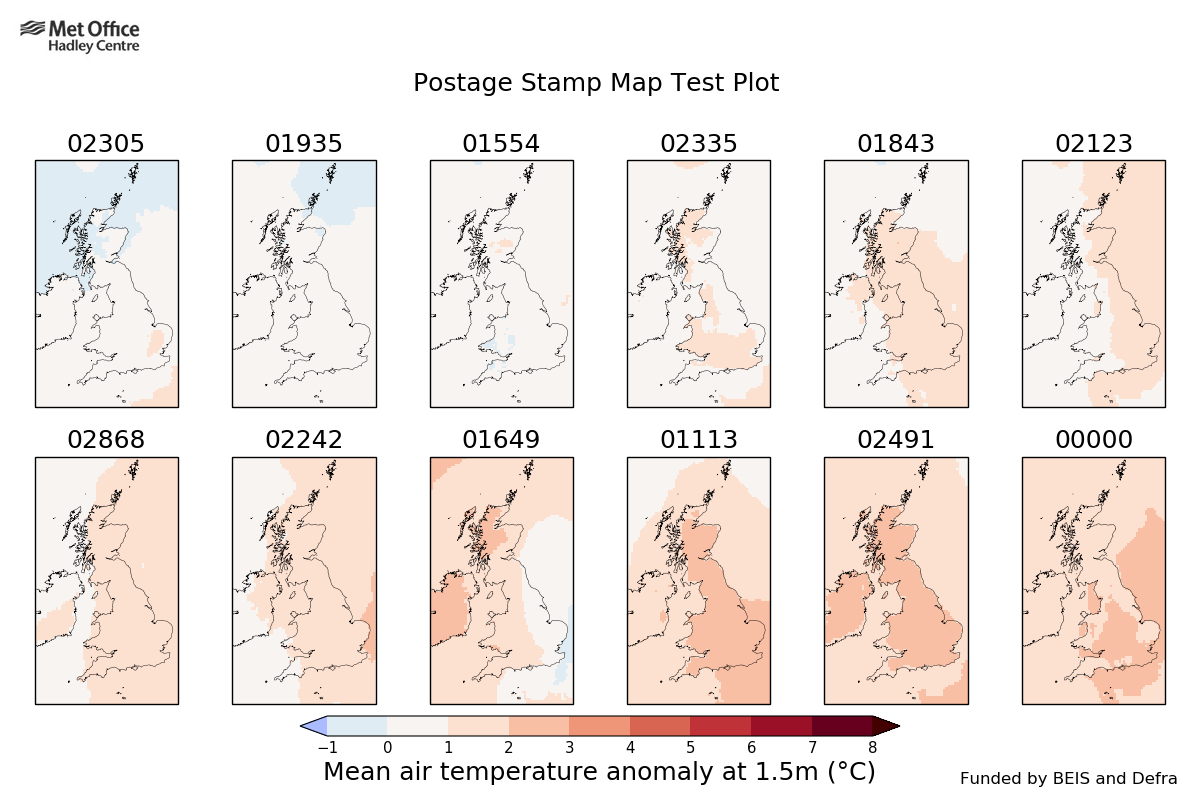 Met Office
Hadley Centre
Postage Stamp Map Test Plot
02305 01935 01554 02335 01843 02123
02868 02242 01649 01113 02491 00000
−1 0 1 2 3 4 5 6 7 8
Mean air temperature anomaly at 1.5m (°C)
Funded by BEIS and Defra